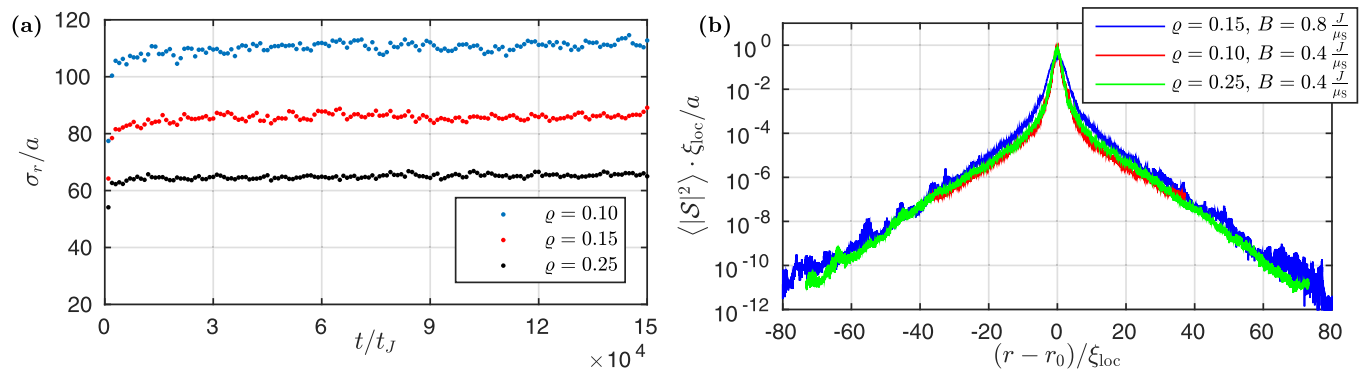 (a)
120
100
80
60
40
20
σ_r/a
0
3
6
9
12
15
t/t_J
×10^4
ϱ = 0.10
ϱ = 0.15
ϱ = 0.25
(b)
10^0
10^-2
10^-4
10^-6
10^-8
10^-10
10^-12
⟨|𝒮|^2⟩ · ξ_loc/a
-80
-60
-40
-20
0
20
40
60
80
(r − r_0)/ξ_loc
ϱ = 0.15, B = 0.8 J/μ_S
ϱ = 0.10, B = 0.4 J/μ_S
ϱ = 0.25, B = 0.4 J/μ_S